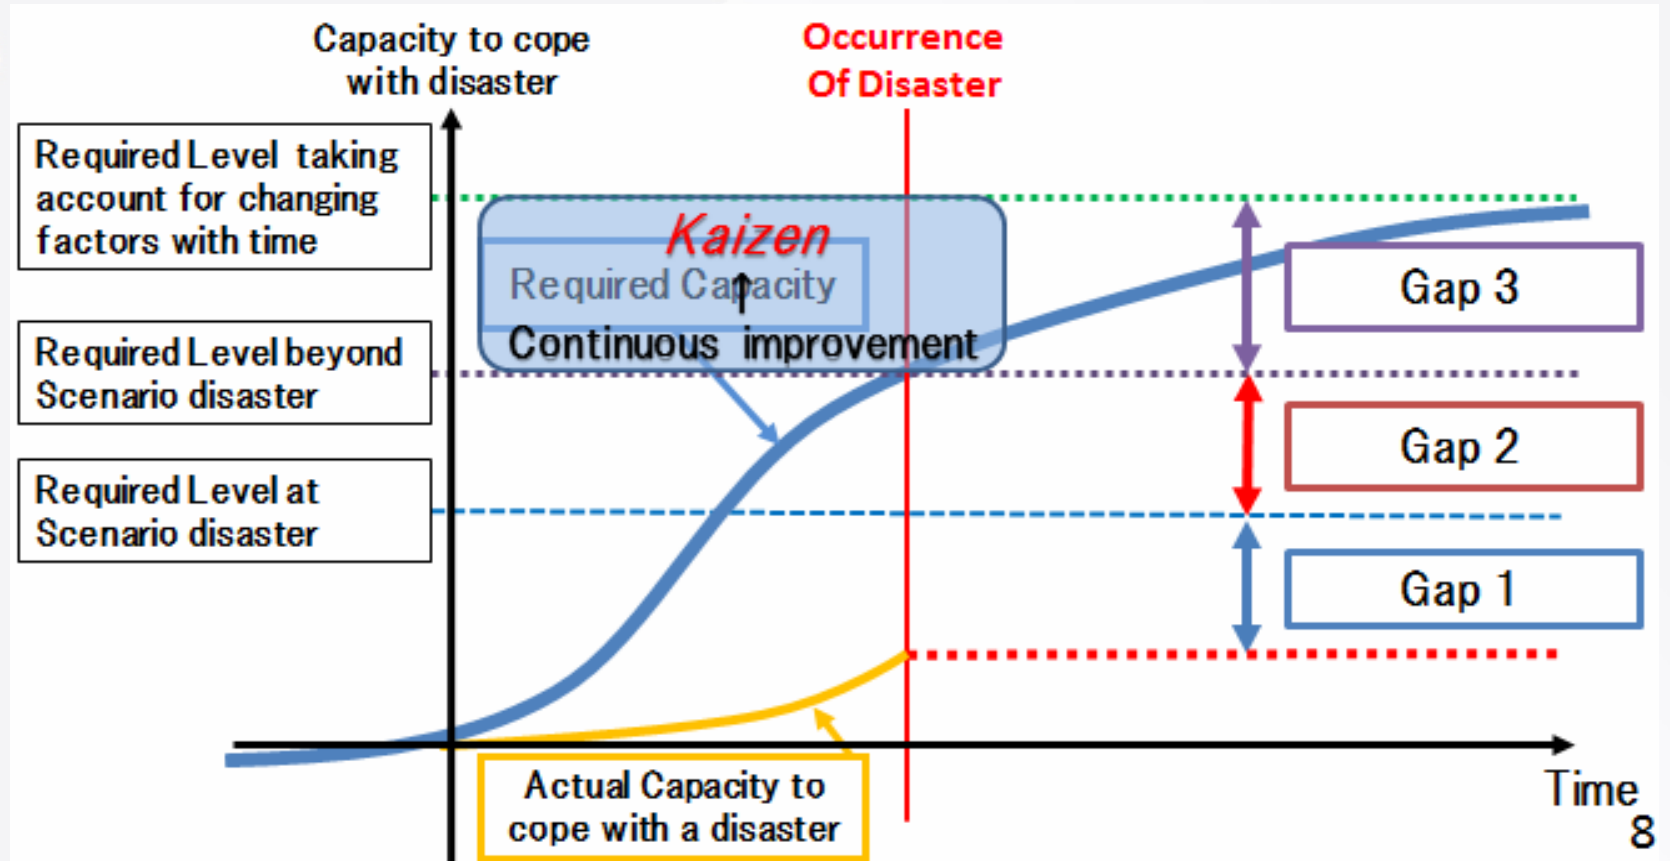 Capacity to cope
with disaster
Occurrence
Of Disaster
Required Level taking
account for changing
factors with time
Kaizen
Required Capacity
↑
Continuous improvement
Required Level beyond
Scenario disaster
Required Level at
Scenario disaster
Gap 3
Gap 2
Gap 1
Actual Capacity to
cope with a disaster
Time
8